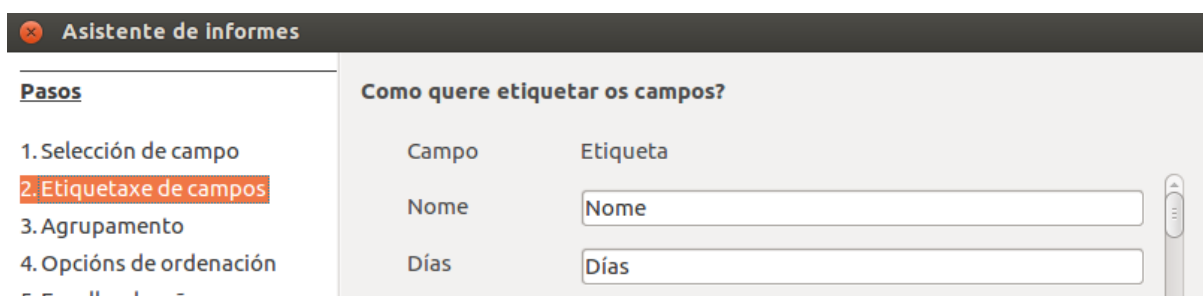 Asistente de informes
Pasos
1. Selección de campo
2. Etiquetaxe de campos
3. Agrupamento
4. Opcións de ordenación
Como quere etiquetar os campos?
Campo Etiqueta
Nome Nome
Días Días